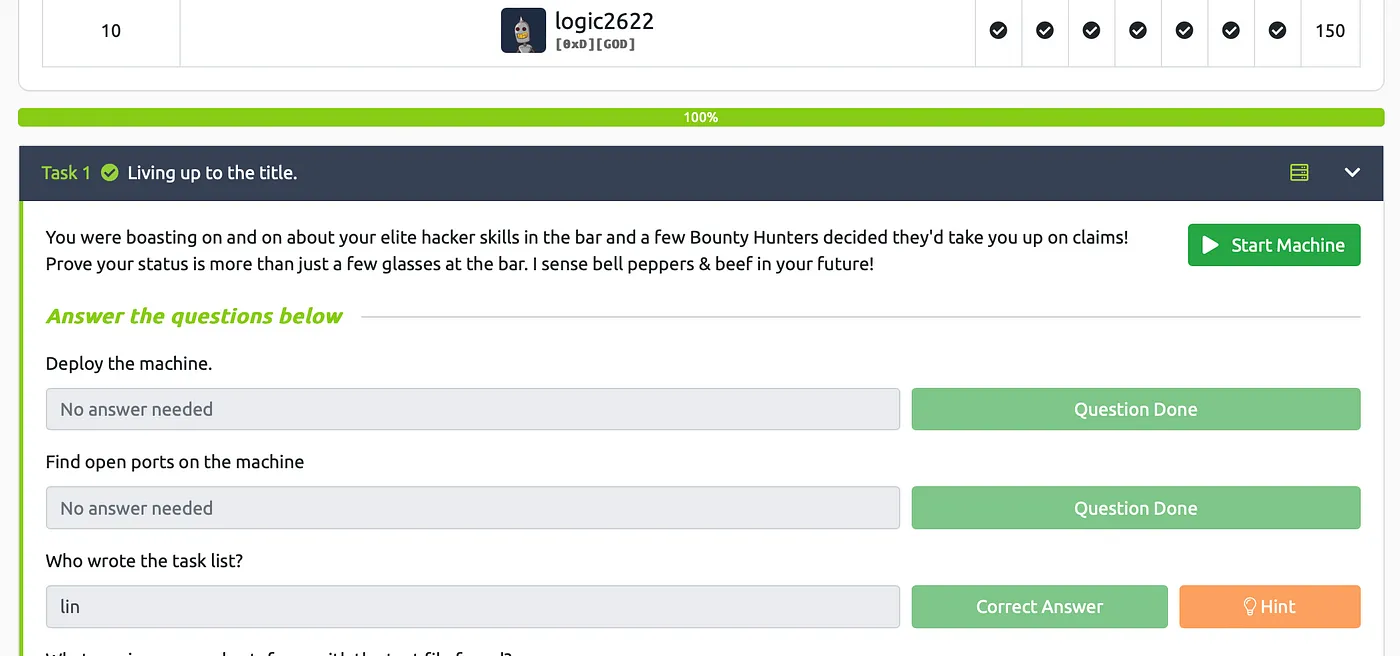 10
logic2622
[0xD][GOD]
150
100%
Task 1
Living up to the title.
You were boasting on and on about your elite hacker skills in the bar and a few Bounty Hunters decided they'd take you up on claims!
Prove your status is more than just a few glasses at the bar. I sense bell peppers & beef in your future!
Start Machine
Answer the questions below
Deploy the machine.
No answer needed
Question Done
Find open ports on the machine
No answer needed
Question Done
Who wrote the task list?
lin
Correct Answer
Hint